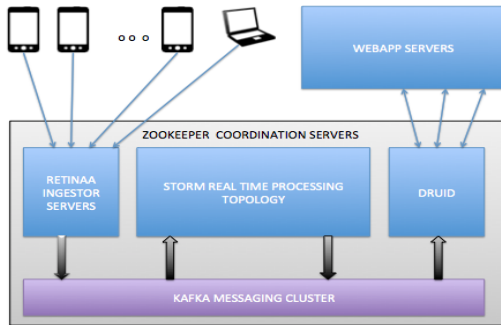 WEBAPP SERVERS
ZOOKEEPER COORDINATION SERVERS
RETINAA
INGESTOR
SERVERS
STORM REAL TIME PROCESSING
TOPOLOGY
DRUID
KAFKA MESSAGING CLUSTER